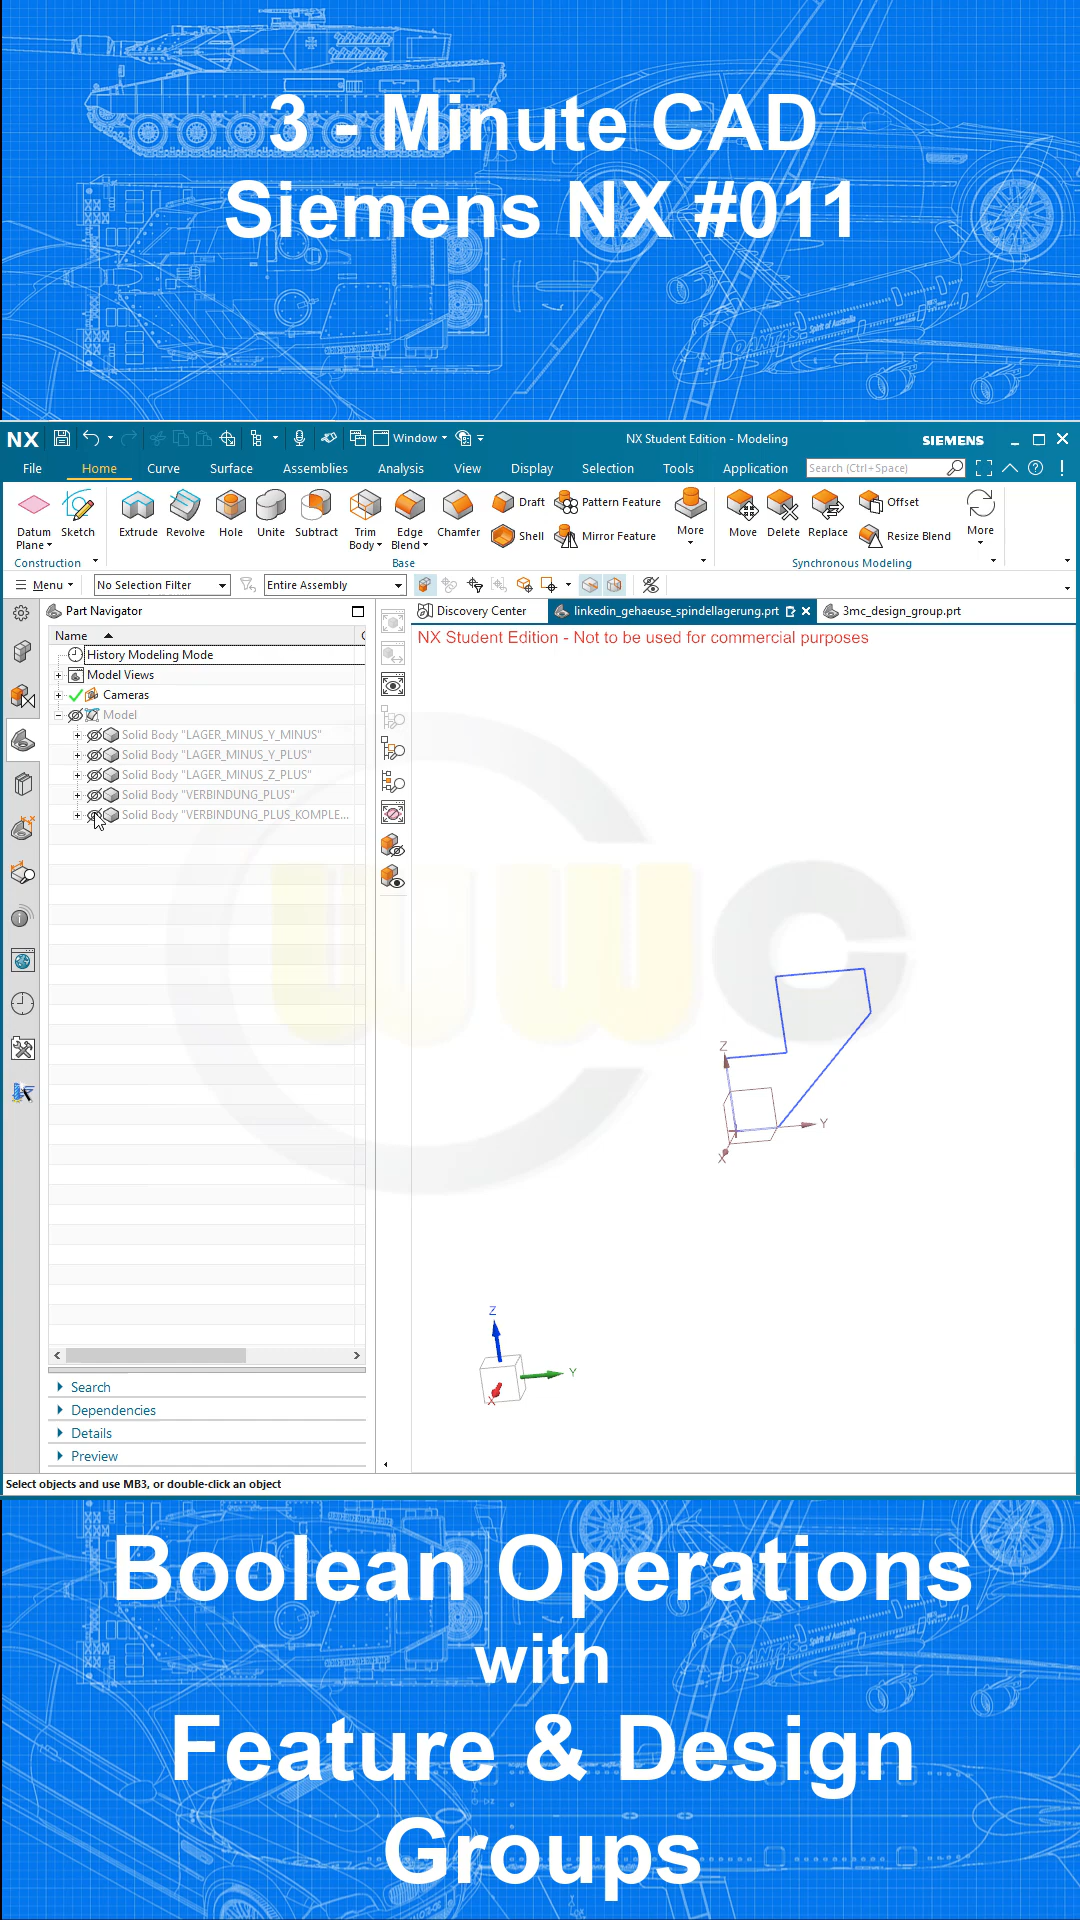 3 - Minute CAD
Siemens NX #011
NX
Window
NX Student Edition - Modeling
SIEMENS
File
Home
Curve
Surface
Assemblies
Analysis
View
Display
Selection
Tools
Application
Search (Ctrl+Space)
Datum Plane
Sketch
Extrude
Revolve
Hole
Unite
Subtract
Trim Body
Edge Blend
Chamfer
Draft
Shell
Pattern Feature
Mirror Feature
More
Move
Delete
Replace
Offset
Resize Blend
More
Construction
Base
Synchronous Modeling
Menu
No Selection Filter
Entire Assembly
Part Navigator
Discovery Center
linkedin_gehaeuse_spindellagerung.prt
3mc_design_group.prt
NX Student Edition - Not to be used for commercial purposes
Name
History Modeling Mode
Model Views
Cameras
Model
Solid Body "LAGER_MINUS_Y_MINUS"
Solid Body "LAGER_MINUS_Y_PLUS"
Solid Body "LAGER_MINUS_Z_PLUS"
Solid Body "VERBINDUNG_PLUS"
Solid Body "VERBINDUNG_PLUS_KOMPLE...
cwwc
Z
Y
X
Z
Y
X
Search
Dependencies
Details
Preview
Select objects and use MB3, or double-click an object
Boolean Operations
with
Feature & Design
Groups